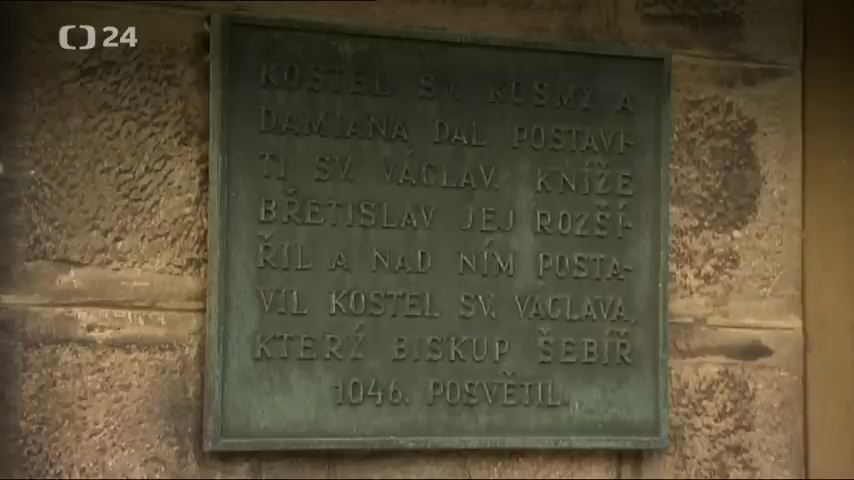 ČT24
KOSTEL SV. KOSMY A
DAMIANA DAL POSTAVI-
TI SV. VÁCLAV. KNÍŽE
BŘETISLAV JEJ ROZŠÍ-
ŘIL A NAD NÍM POSTA-
VIL KOSTEL SV. VÁCLAVA,
KTERÝ BISKUP ŠEBÍŘ
1046. POSVĚTIL.